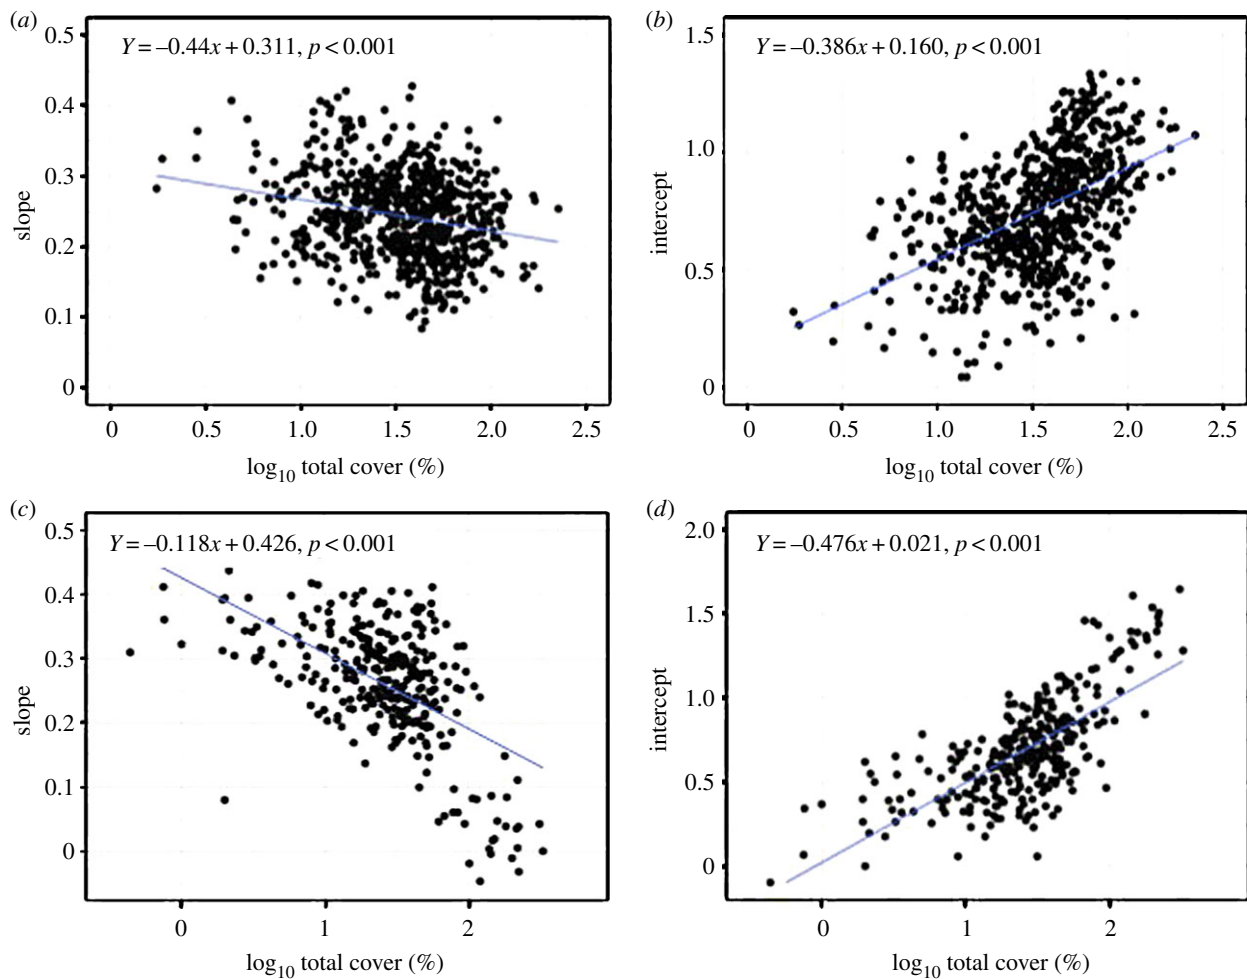 (a)
Y = –0.44x + 0.311, p < 0.001
0.5
0.4
0.3
0.2
0.1
0
slope
0 0.5 1.0 1.5 2.0 2.5
log10 total cover (%)
(b)
Y = –0.386x + 0.160, p < 0.001
1.5
1.0
0.5
0
intercept
0 0.5 1.0 1.5 2.0 2.5
log10 total cover (%)
(c)
Y = –0.118x + 0.426, p < 0.001
0.5
0.4
0.3
0.2
0.1
0
slope
0 1 2
log10 total cover (%)
(d)
Y = –0.476x + 0.021, p < 0.001
2.0
1.5
1.0
0.5
0
intercept
0 1 2
log10 total cover (%)